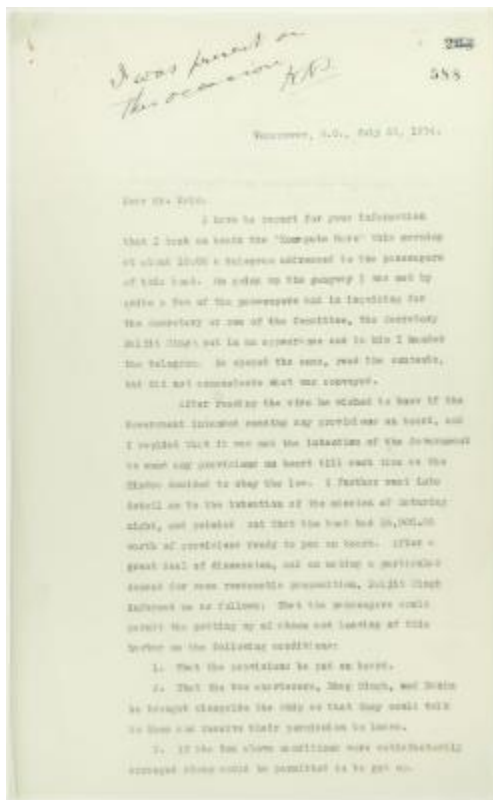 I was present on
this occasion
588
Vancouver, B.C., July 1914.
Dear Mr. Reid,
I have to report for your information
that I took on board the "Komagata Maru" this morning
at about 10:00 a telegram addressed to the passengers
of this boat. On going up the gangway I was met by
quite a few of the passengers and in inquiring for
the Secretary or one of the Committee, the Secretary
Daljit Singh put in an appearance and to him I handed
the telegram. He opened the same, read the contents,
but did not communicate what was conveyed.
After reading the wire he wished to know if the
Government intended sending any provisions on board, and
I replied that it was not the intention of the Government
to send any provisions on board till such time as the
Hindus decided to obey the law. I further went into
detail as to the intention of the mission of Saturday
night, and pointed out that the boat had
worth of provisions ready to put on board. After a
great deal of discussion, and on making a particular
request for some reasonable proposition, Daljit Singh
informed me as follows: That the passengers would
permit the getting up of steam and leaving of this
harbor on the following conditions:
1. That the provisions be put on board.
2. That the two charterers, Bhag Singh, and
be brought alongside the ship so that they could talk
to them and receive their permission to leave.
3. If the two above conditions were satisfactorily
arranged steam would be permitted to be got up.